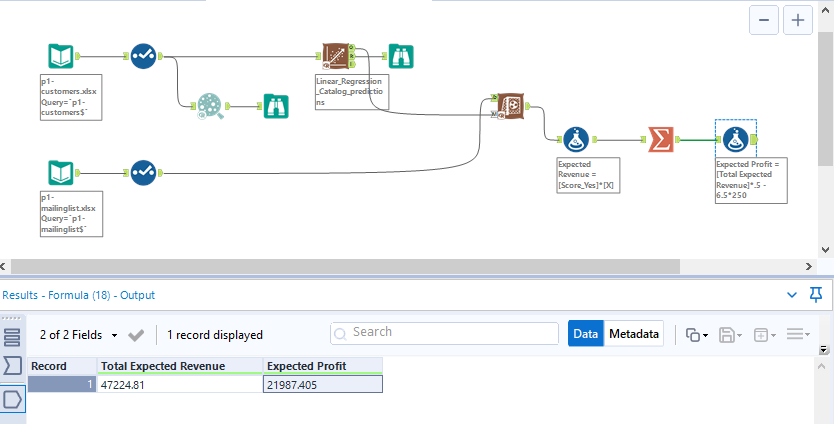 p1-
customers.xlsx
Query=`p1-
customers$`
Linear_Regression
_Catalog_predictio
ns
p1-
mailinglist.xlsx
Query=`p1-
mailinglist$`
Expected
Revenue =
[Score_Yes]*[X]
Expected Profit =
[Total Expected
Revenue]*.5 -
6.5*250
Results - Formula (18) - Output
2 of 2 Fields
1 record displayed
Search
Data
Metadata
Record Total Expected Revenue Expected Profit
1 47224.81 21987.405